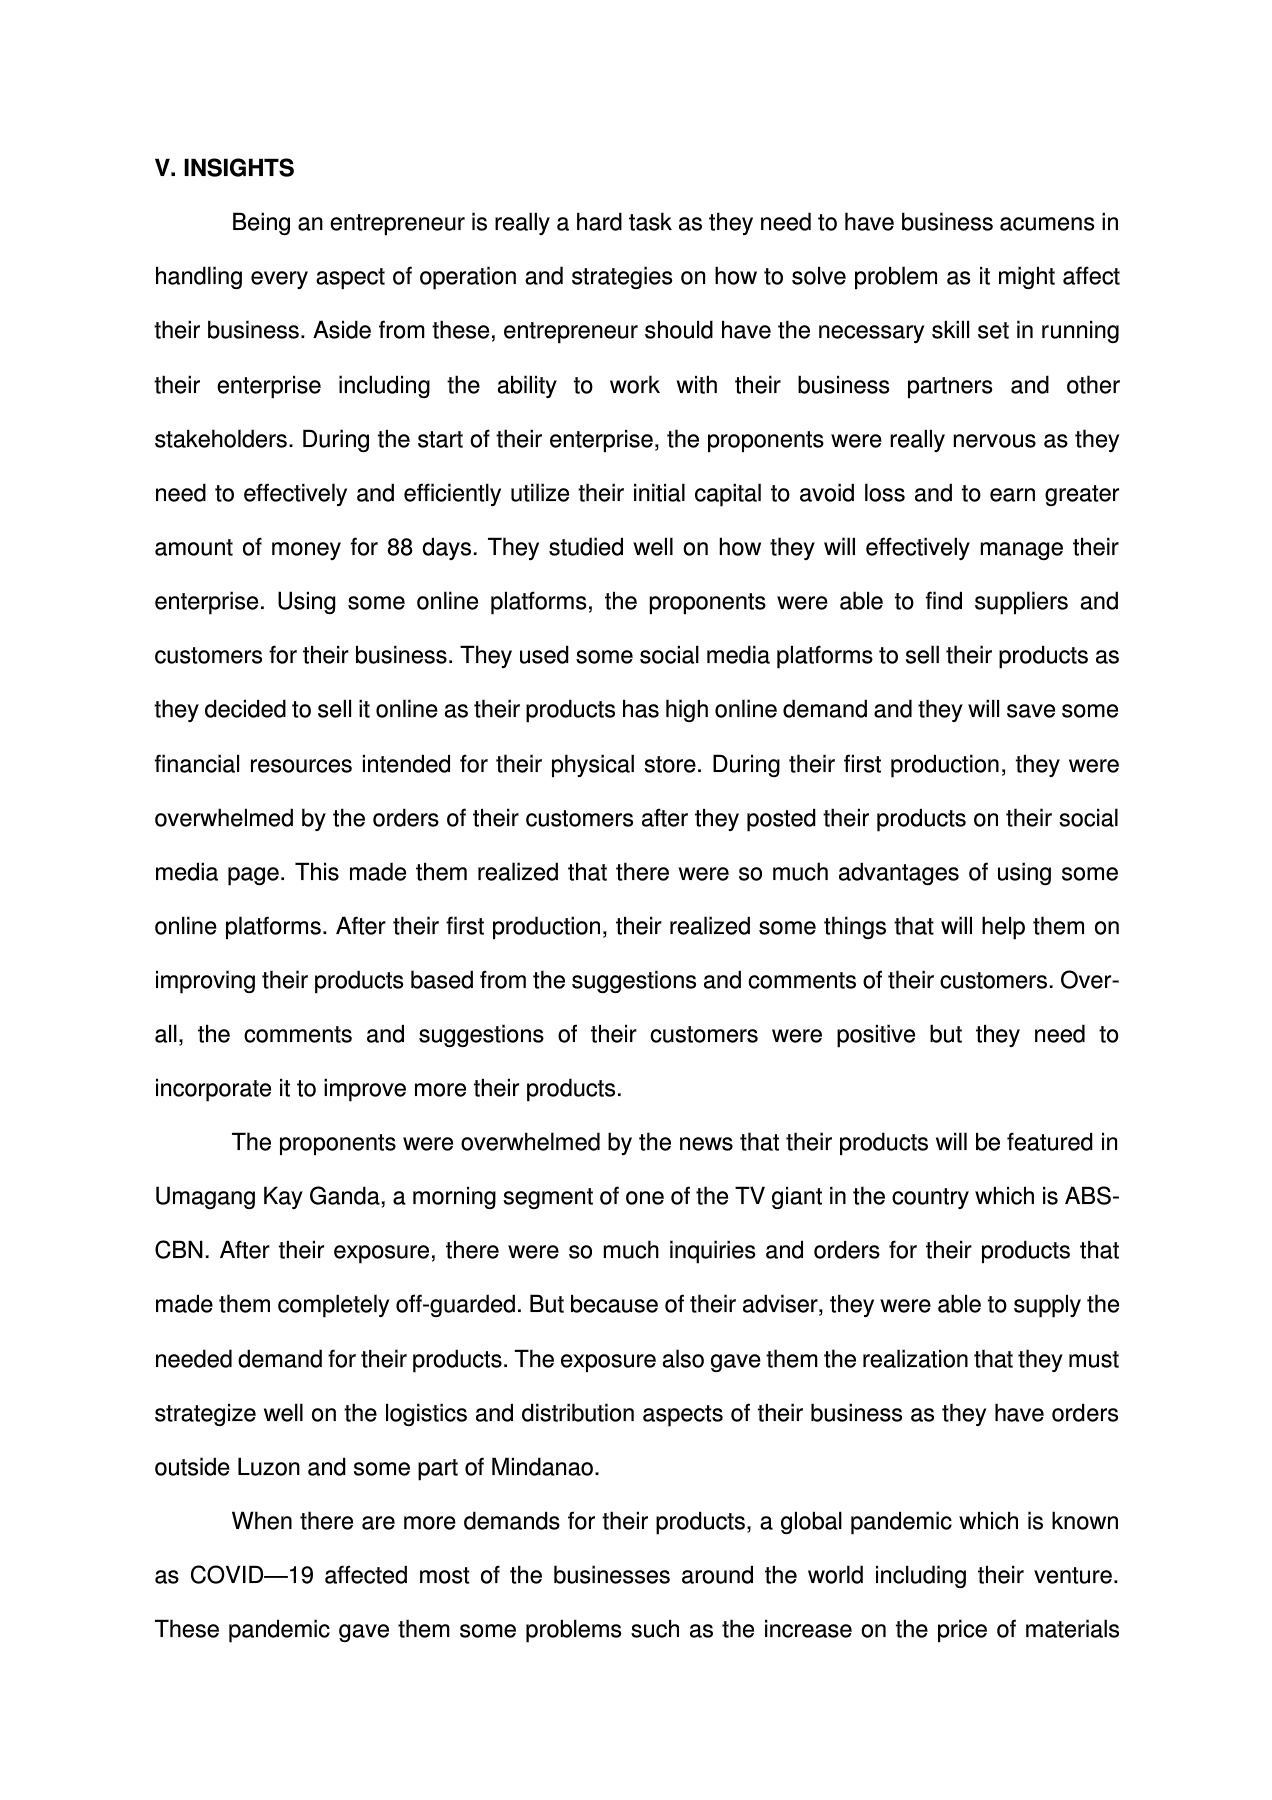 V. INSIGHTS
Being an entrepreneur is really a hard task as they need to have business acumens in
handling every aspect of operation and strategies on how to solve problem as it might affect
their business. Aside from these, entrepreneur should have the necessary skill set in running
their enterprise including the ability to work with their business partners and other
stakeholders. During the start of their enterprise, the proponents were really nervous as they
need to effectively and efficiently utilize their initial capital to avoid loss and to earn greater
amount of money for 88 days. They studied well on how they will effectively manage their
enterprise. Using some online platforms, the proponents were able to find suppliers and
customers for their business. They used some social media platforms to sell their products as
they decided to sell it online as their products has high online demand and they will save some
financial resources intended for their physical store. During their first production, they were
overwhelmed by the orders of their customers after they posted their products on their social
media page. This made them realized that there were so much advantages of using some
online platforms. After their first production, their realized some things that will help them on
improving their products based from the suggestions and comments of their customers. Over-
all, the comments and suggestions of their customers were positive but they need to
incorporate it to improve more their products.
The proponents were overwhelmed by the news that their products will be featured in
Umagang Kay Ganda, a morning segment of one of the TV giant in the country which is ABS-
CBN. After their exposure, there were so much inquiries and orders for their products that
made them completely off-guarded. But because of their adviser, they were able to supply the
needed demand for their products. The exposure also gave them the realization that they must
strategize well on the logistics and distribution aspects of their business as they have orders
outside Luzon and some part of Mindanao.
When there are more demands for their products, a global pandemic which is known
as COVID—19 affected most of the businesses around the world including their venture.
These pandemic gave them some problems such as the increase on the price of materials